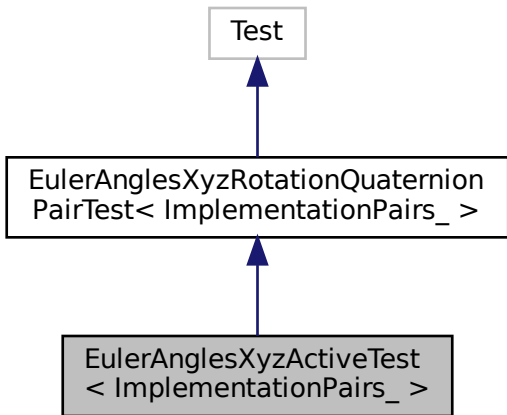 Test
EulerAnglesXyzRotationQuaternion
PairTest< ImplementationPairs_ >
EulerAnglesXyzActiveTest
< ImplementationPairs_ >